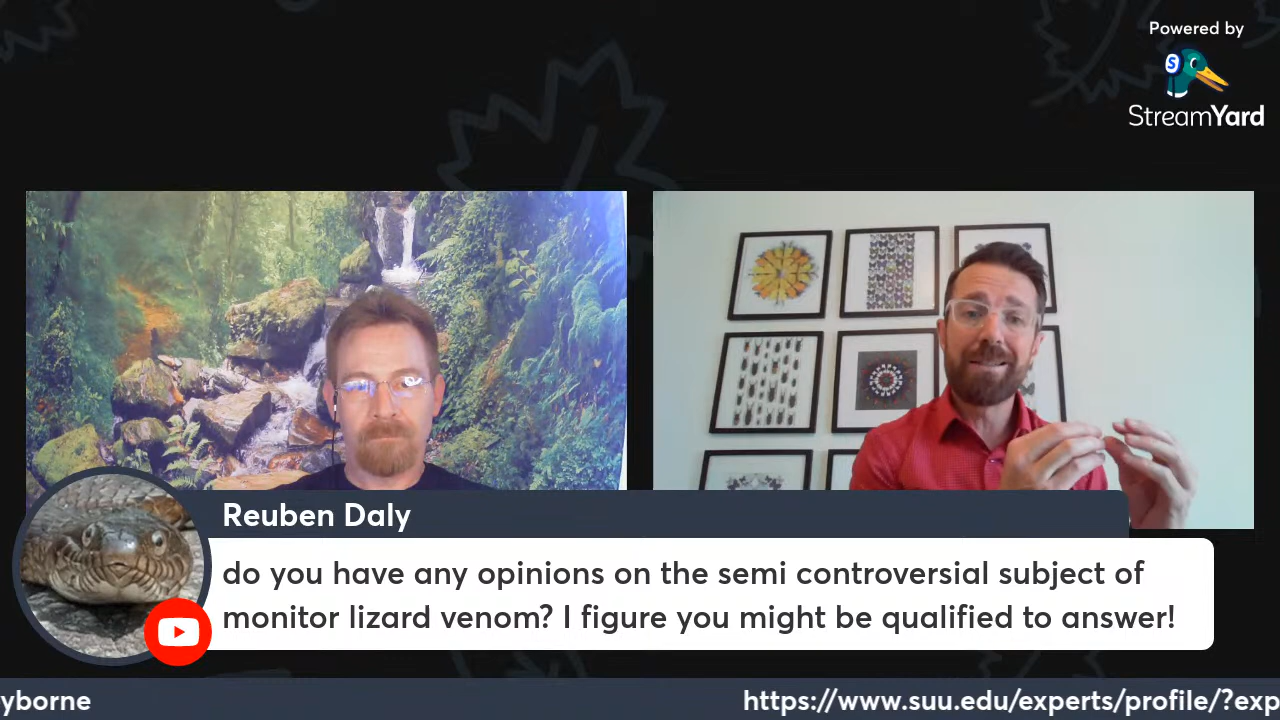 Powered by
S
StreamYard
Reuben Daly
do you have any opinions on the semi controversial subject of
monitor lizard venom? I figure you might be qualified to answer!
yborne https://www.suu.edu/experts/profile/?exp